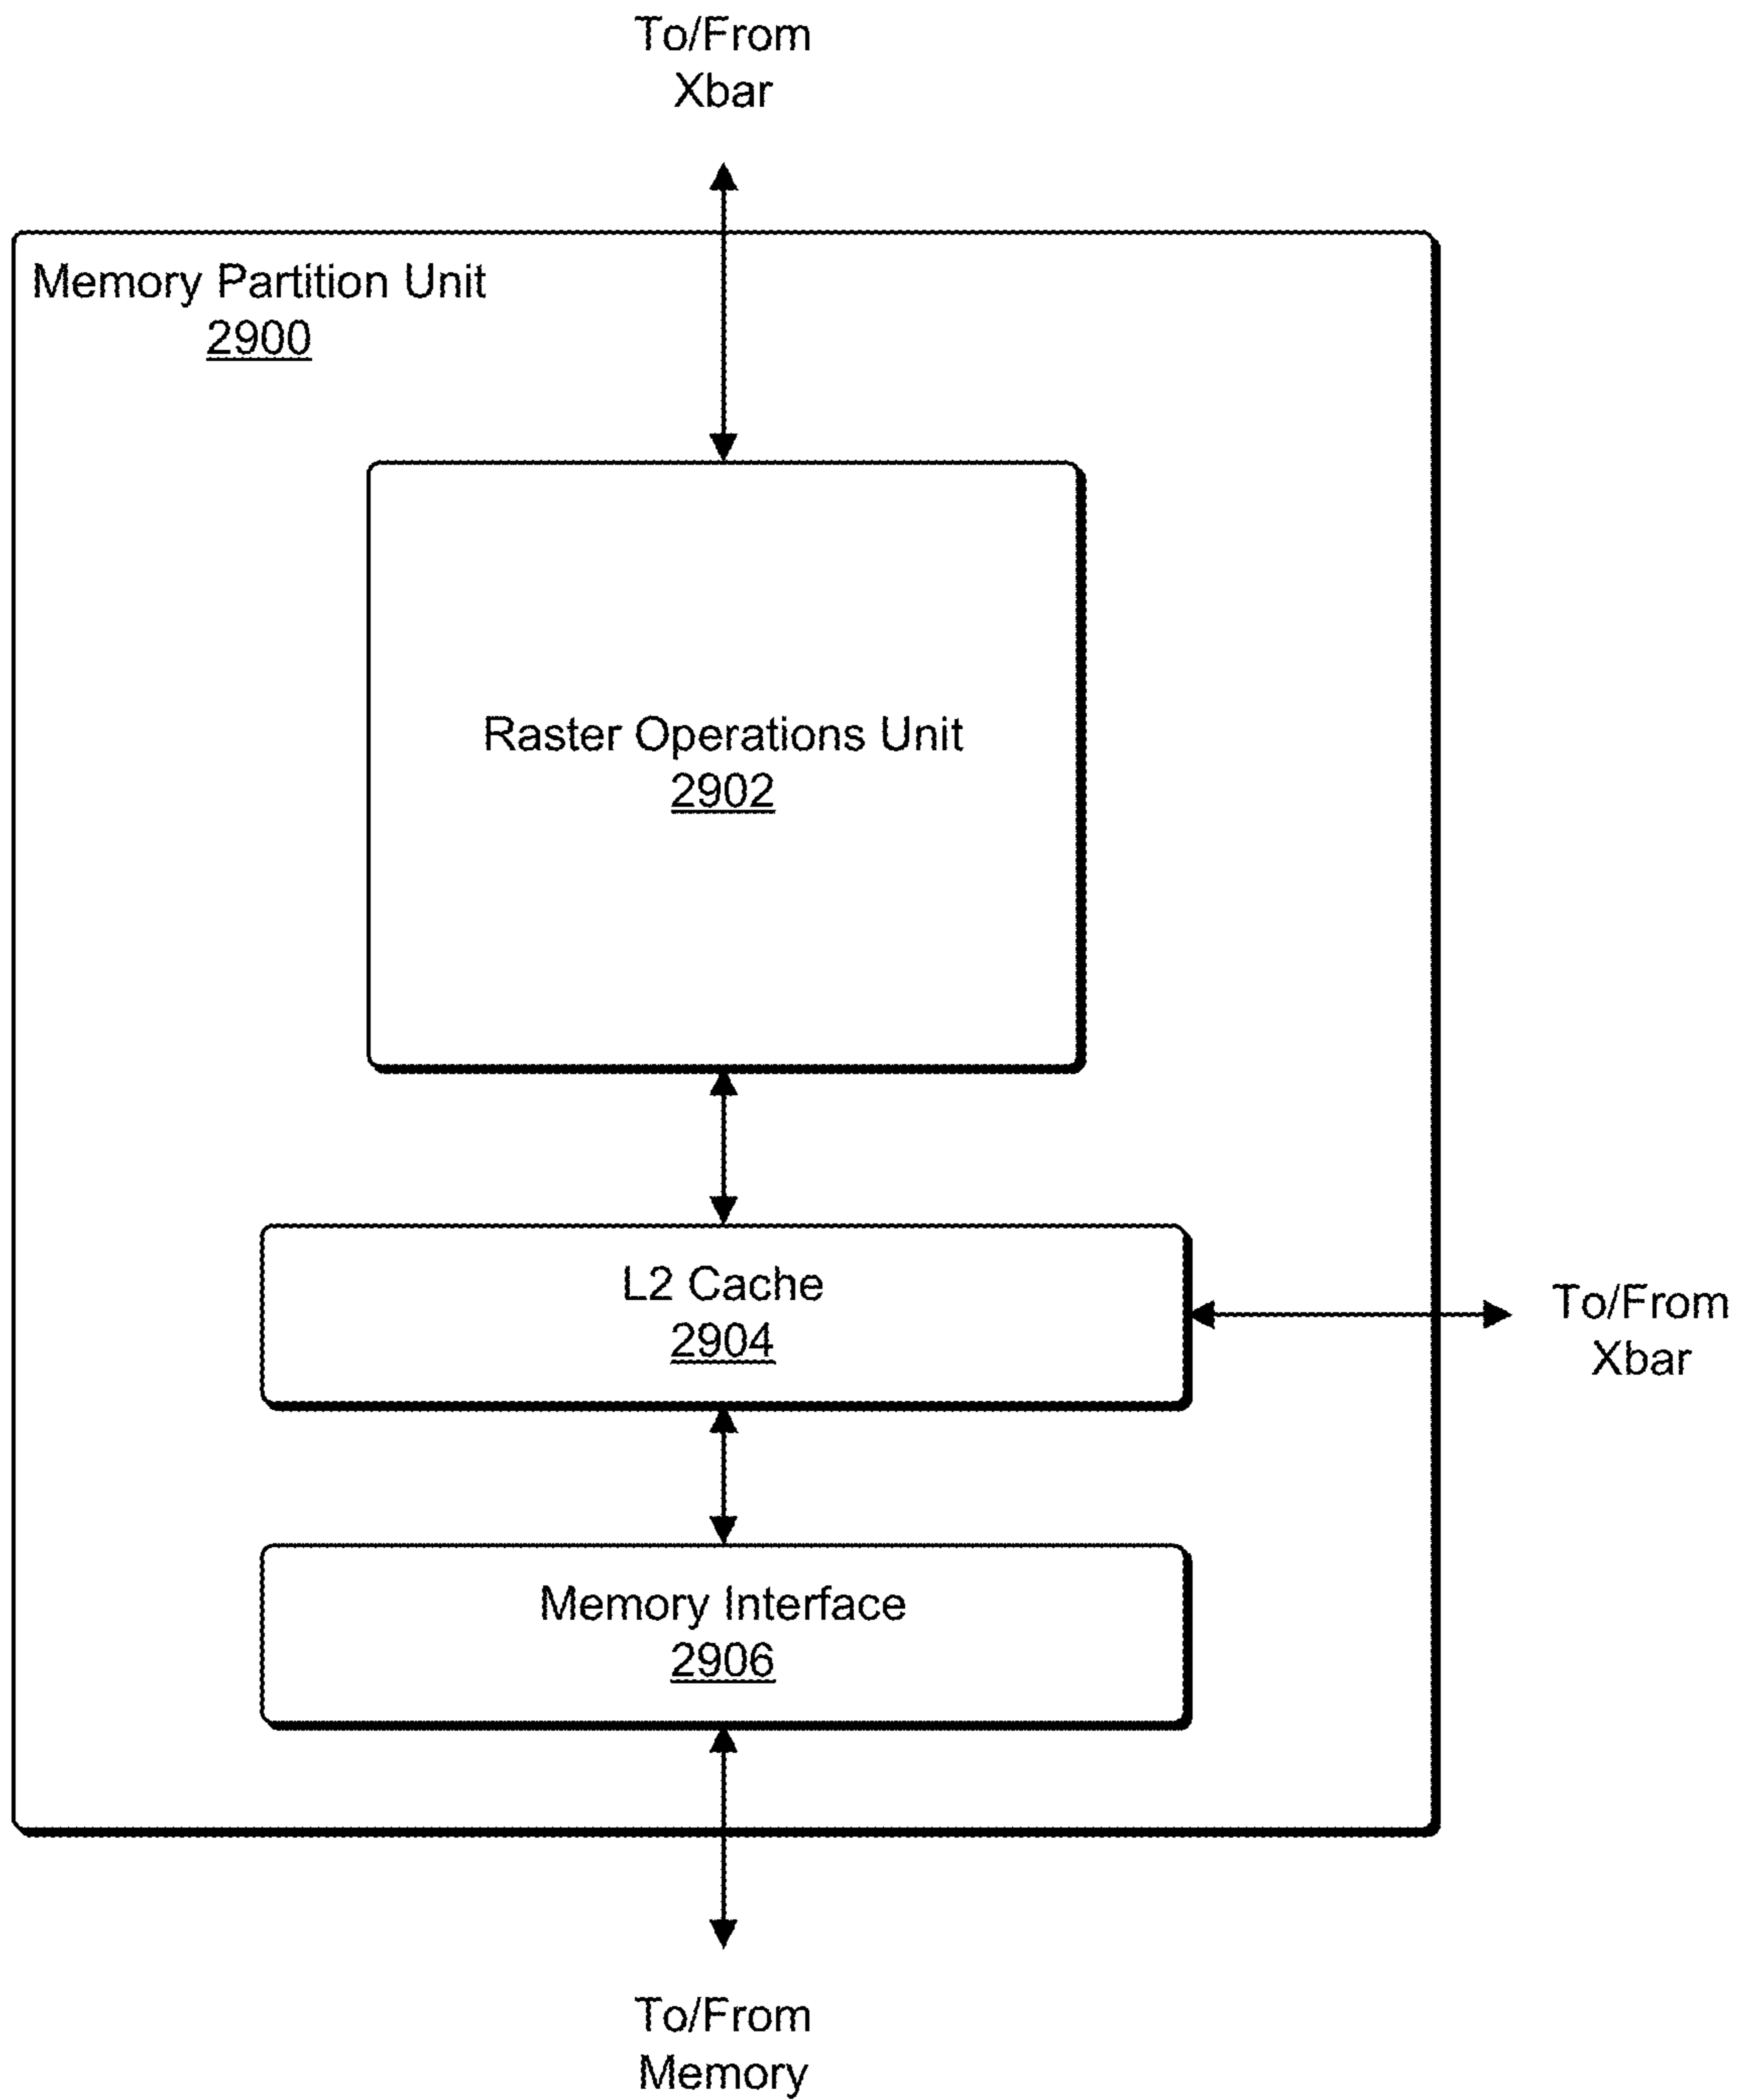 To/From
Xbar
Memory Partition Unit
2900
Raster Operations Unit
2902
L2 Cache
2904
To/From
Xbar
Memory Interface
2906
To/From
Memory